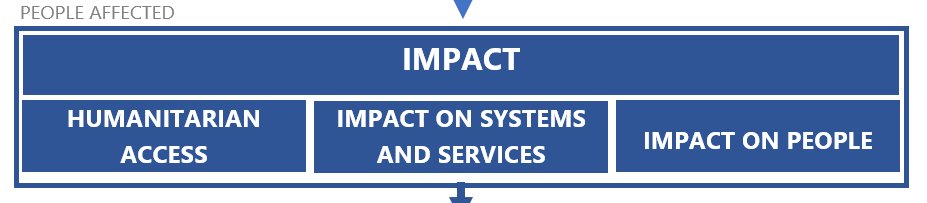 PEOPLE AFFECTED
IMPACT
HUMANITARIAN
ACCESS
IMPACT ON SYSTEMS
AND SERVICES
IMPACT ON PEOPLE